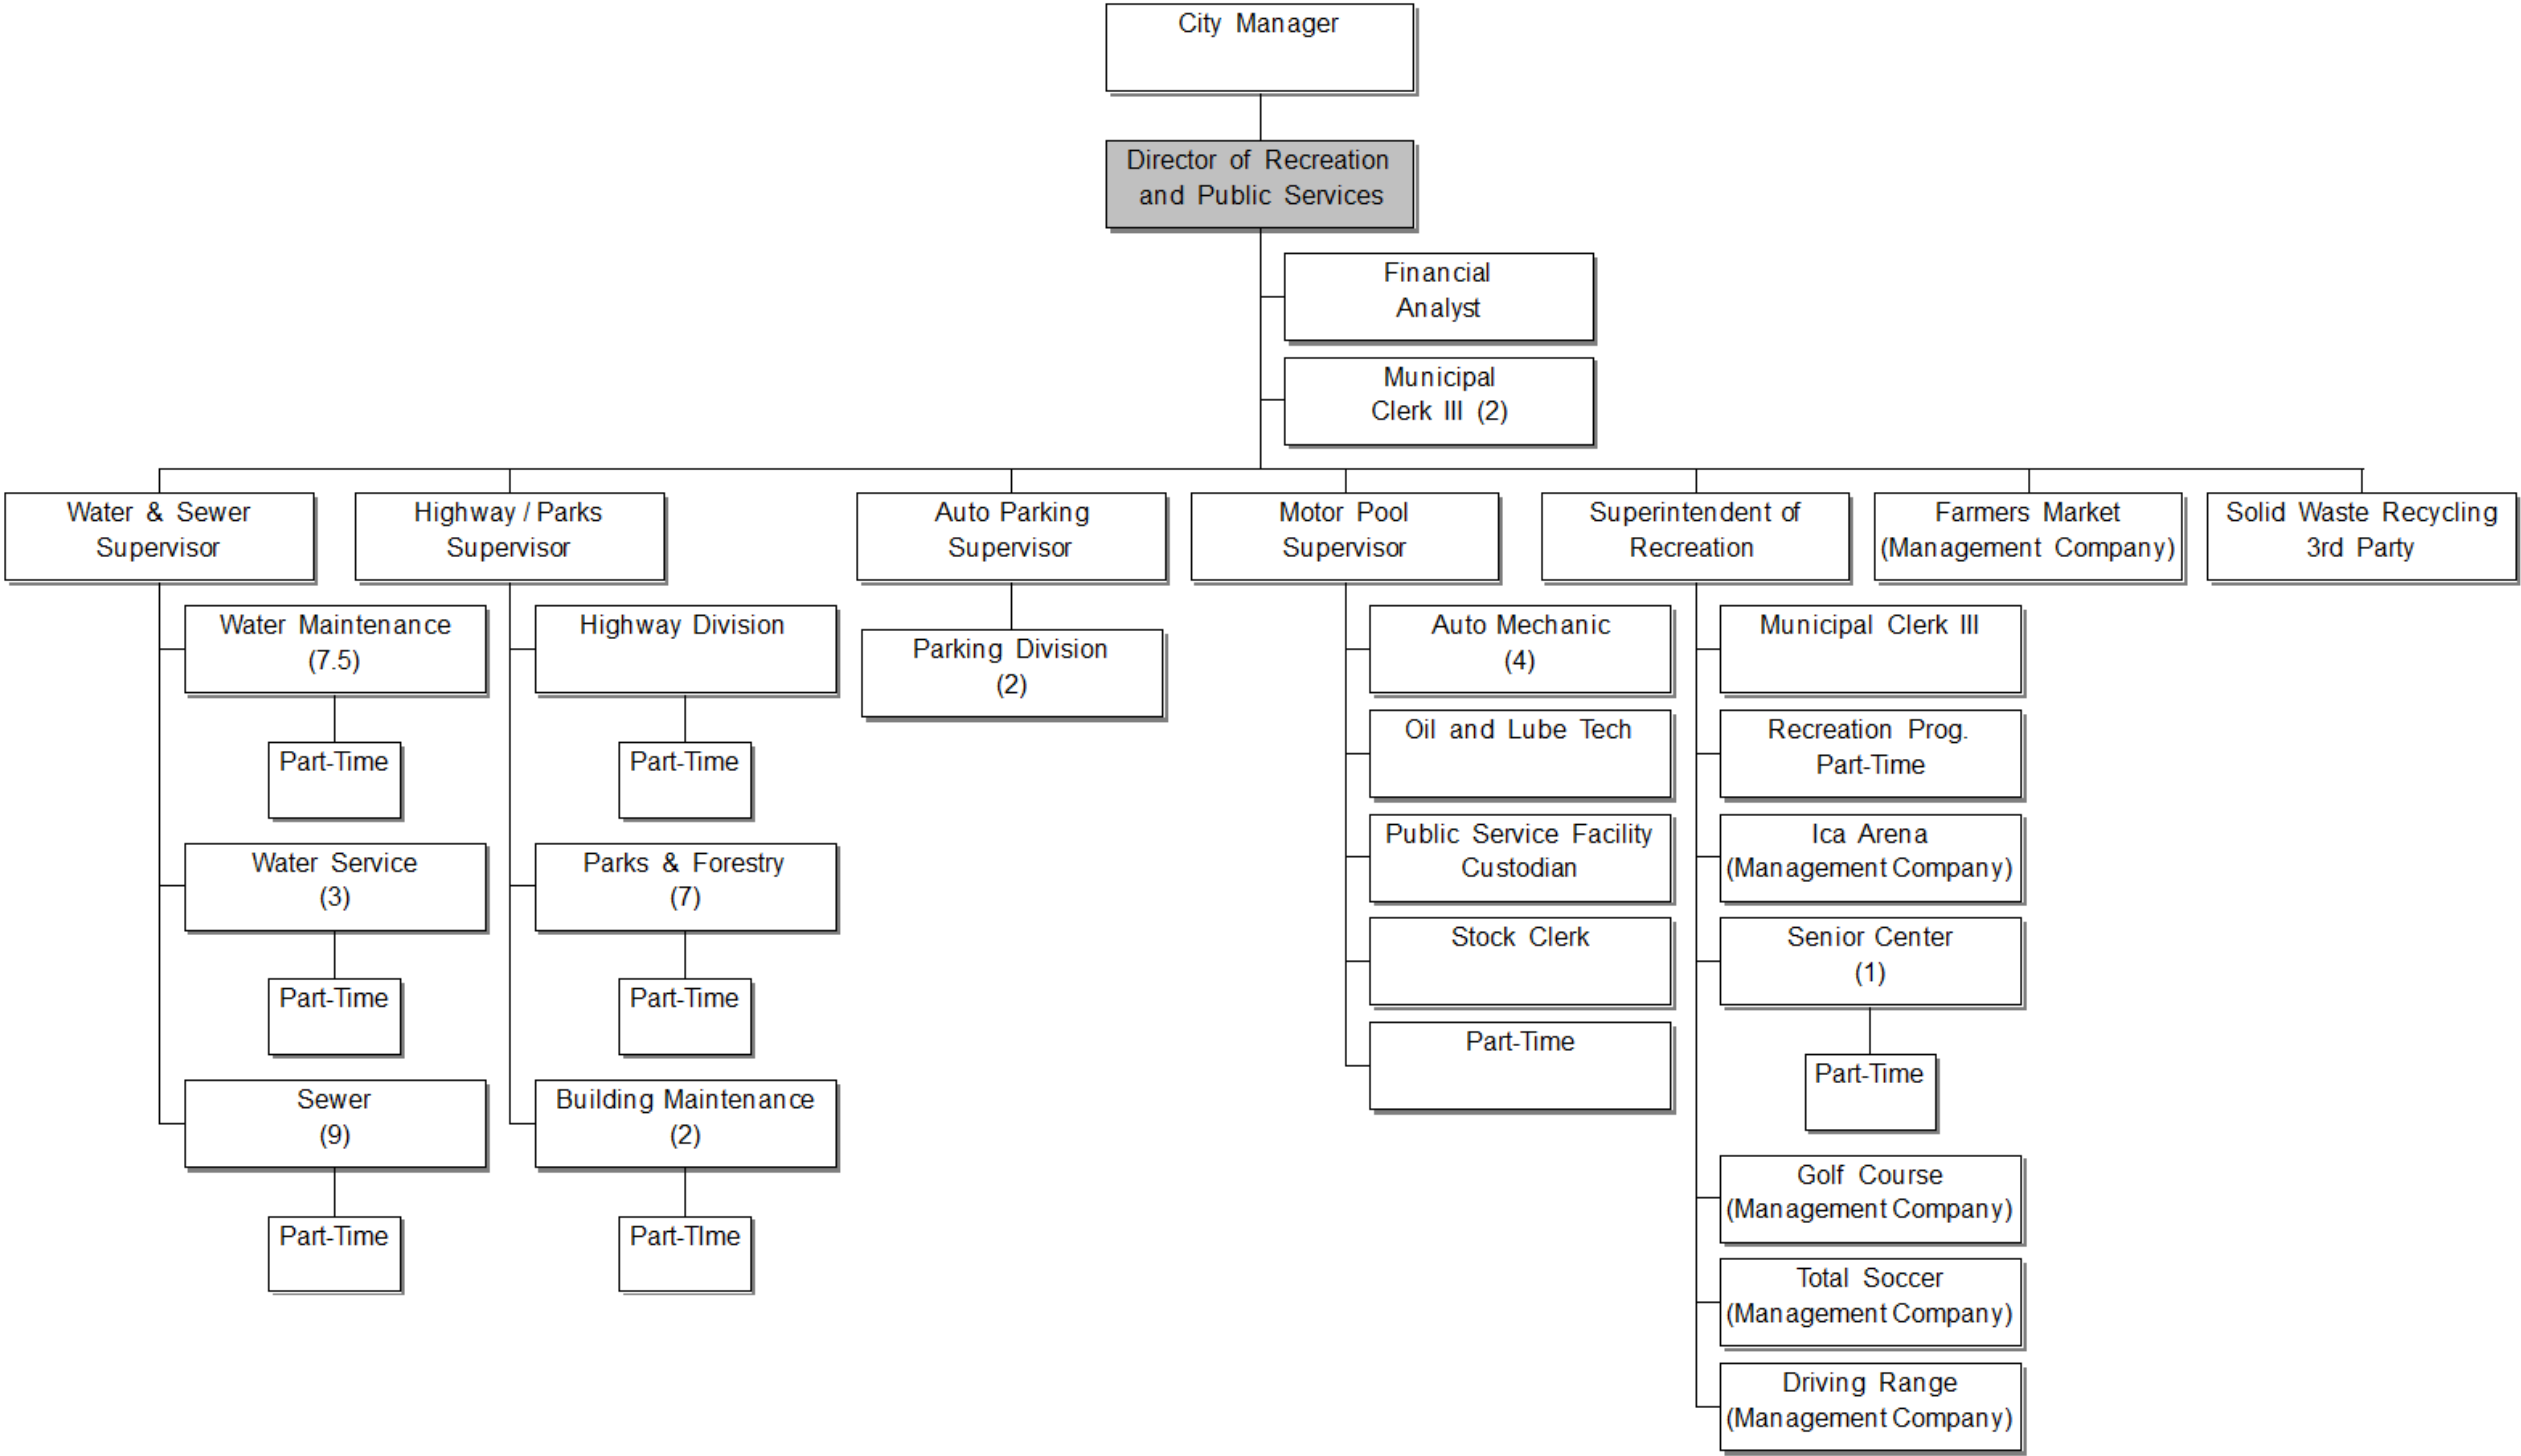 City Manager
Director of Recreation
and Public Services
Financial
Analyst
Municipal
Clerk III (2)
Water & Sewer
Supervisor
Highway / Parks
Supervisor
Auto Parking
Supervisor
Motor Pool
Supervisor
Superintendent of
Recreation
Farmers Market
(Management Company)
Solid Waste Recycling
3rd Party
Water Maintenance
(7.5)
Part-Time
Water Service
(3)
Part-Time
Sewer
(9)
Part-Time
Highway Division
Part-Time
Parks & Forestry
(7)
Part-Time
Building Maintenance
(2)
Part-TIme
Parking Division
(2)
Auto Mechanic
(4)
Oil and Lube Tech
Public Service Facility
Custodian
Stock Clerk
Part-Time
Municipal Clerk III
Recreation Prog.
Part-Time
Ica Arena
(Management Company)
Senior Center
(1)
Part-Time
Golf Course
(Management Company)
Total Soccer
(Management Company)
Driving Range
(Management Company)